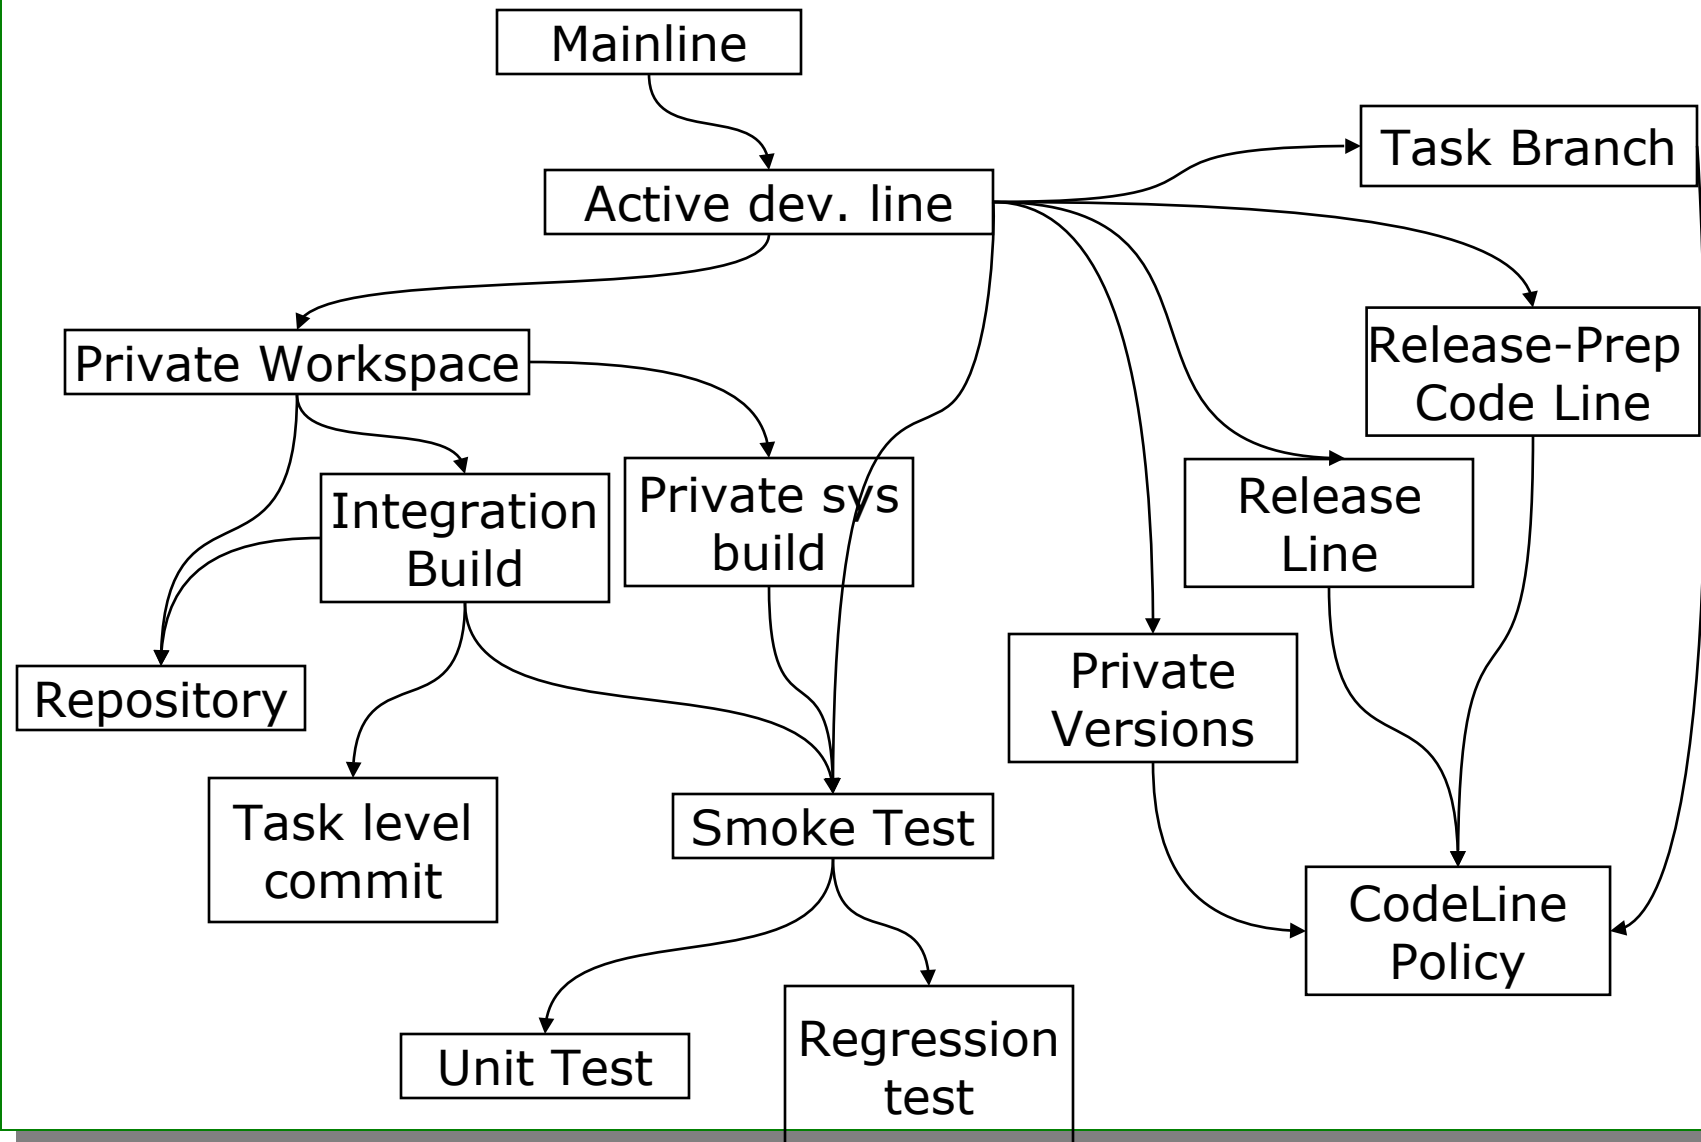 Mainline
Task Branch
Active dev. line
Release-Prep
Code Line
Private Workspace
Integration
Build
Private sys
build
Release
Line
Repository
Private
Versions
Task level
commit
Smoke Test
CodeLine
Policy
Unit Test
Regression
test